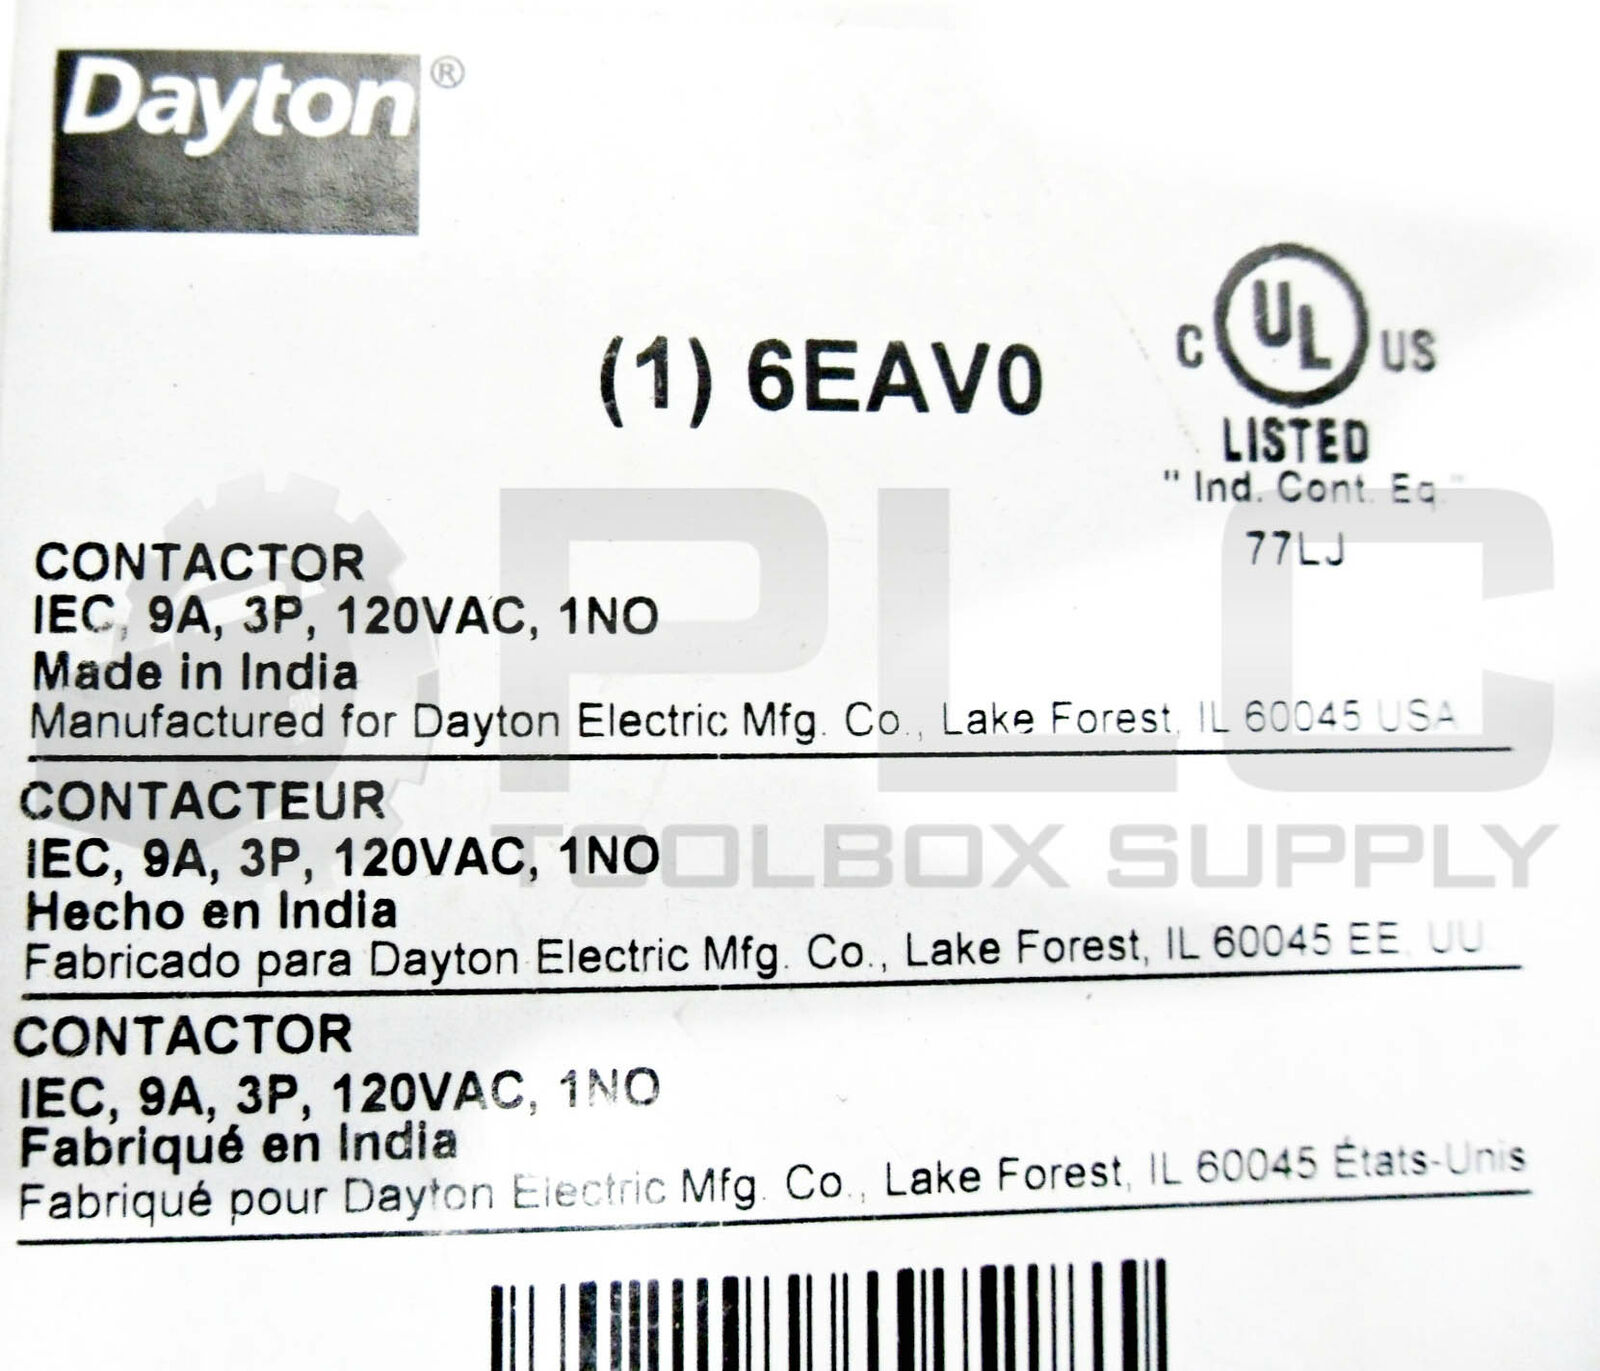 Dayton®
(1) 6EAV0
C UL US
LISTED
" Ind. Cont. Eq."
77LJ
CONTACTOR
IEC, 9A, 3P, 120VAC, 1NO
Made in India
Manufactured for Dayton Electric Mfg. Co., Lake Forest, IL 60045 USA
CONTACTEUR
IEC, 9A, 3P, 120VAC, 1NO
Hecho en India
Fabricado para Dayton Electric Mfg. Co., Lake Forest, IL 60045 EE. UU.
CONTACTOR
IEC, 9A, 3P, 120VAC, 1NO
Fabriqué en India
Fabriqué pour Dayton Electric Mfg. Co., Lake Forest, IL 60045 États-Unis
PLC
TOOLBOX SUPPLY